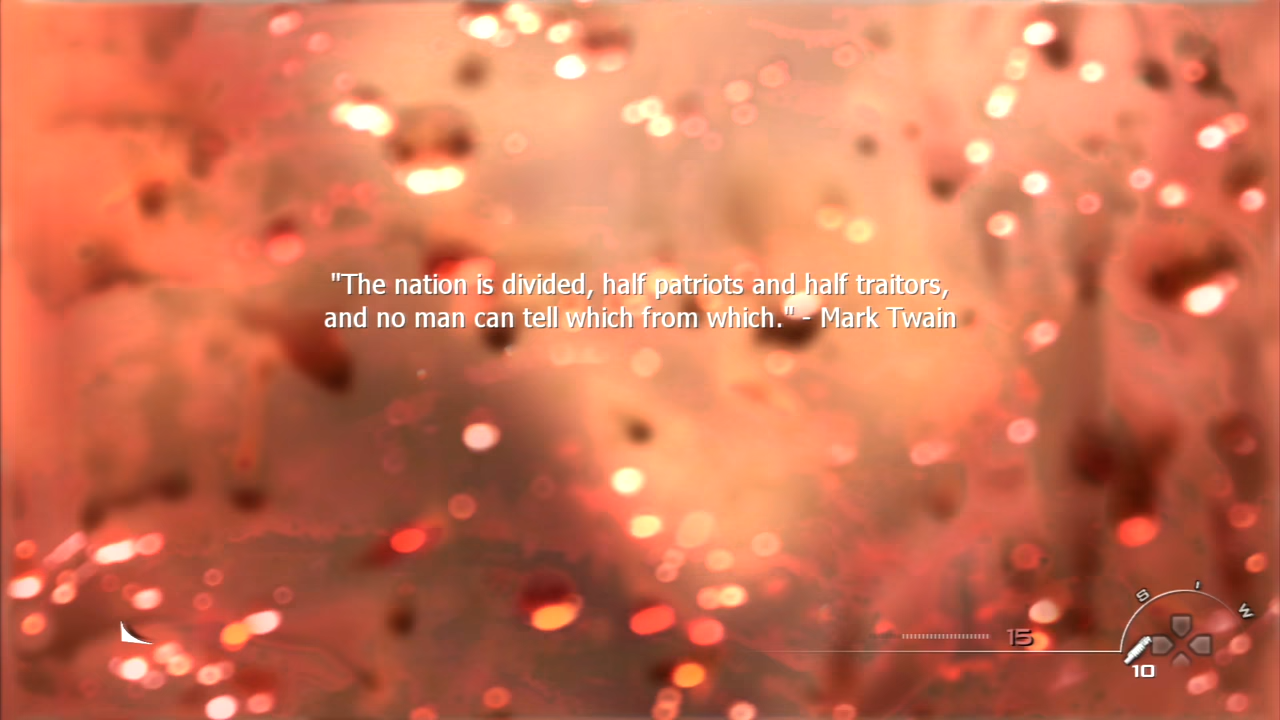 "The nation is divided, half patriots and half traitors,
and no man can tell which from which." - Mark Twain
S
W
15
10